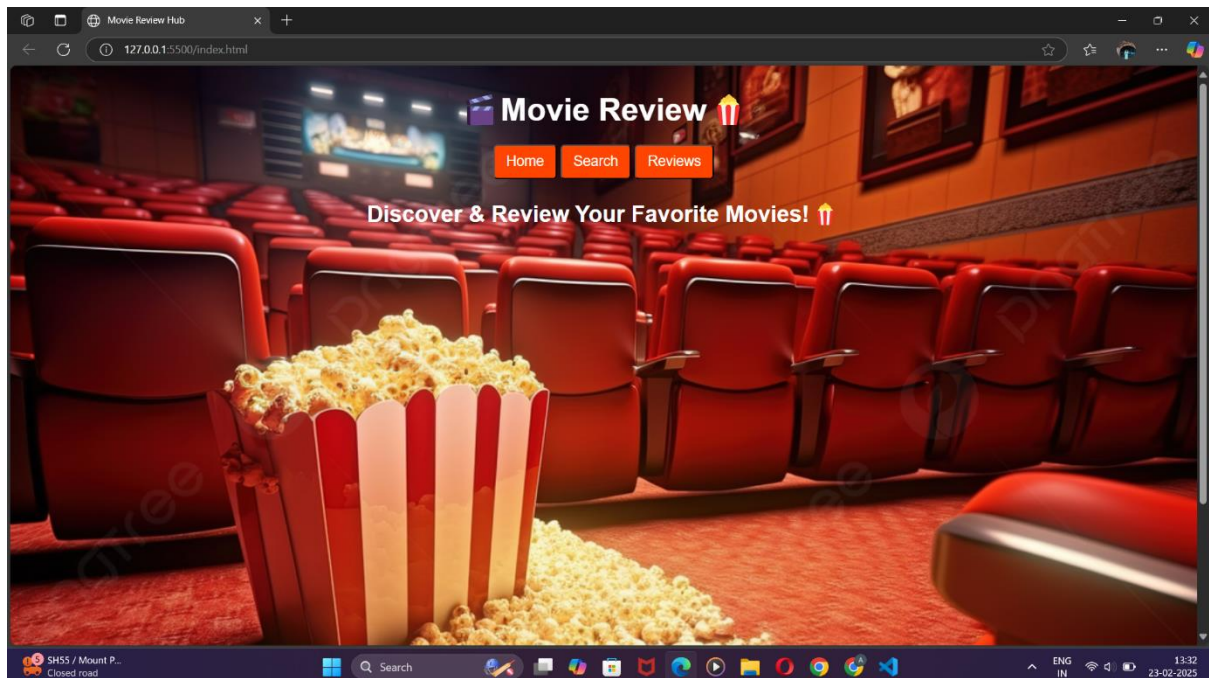 Movie Review Hub
127.0.0.1:5500/index.html
🎬 Movie Review 🍿
Home Search Reviews
Discover & Review Your Favorite Movies! 🍿
pngtree
SH55 / Mount P...
Closed road
Search
ENG
IN
13:32
23-02-2025